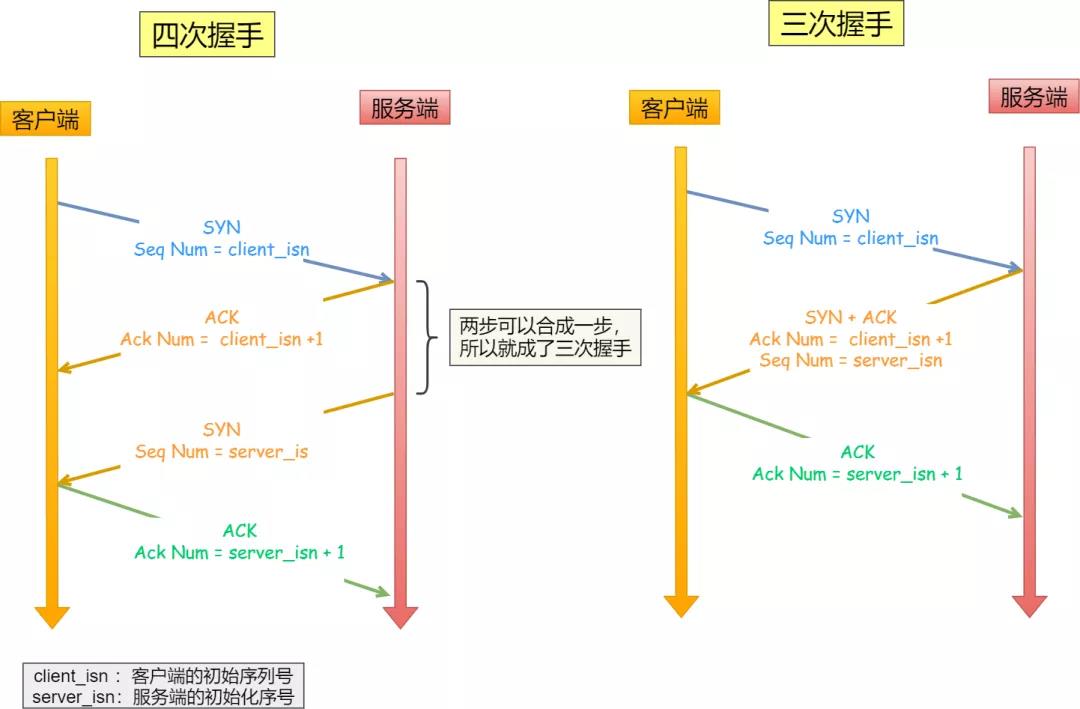 四次握手
客户端
服务端
SYN
Seq Num = client_isn
ACK
Ack Num = client_isn +1
两步可以合成一步，
所以就成了三次握手
SYN
Seq Num = server_is
ACK
Ack Num = server_isn + 1
client_isn ：客户端的初始序列号
server_isn：服务端的初始化序号
三次握手
客户端
服务端
SYN
Seq Num = client_isn
SYN + ACK
Ack Num = client_isn +1
Seq Num = server_isn
ACK
Ack Num = server_isn + 1